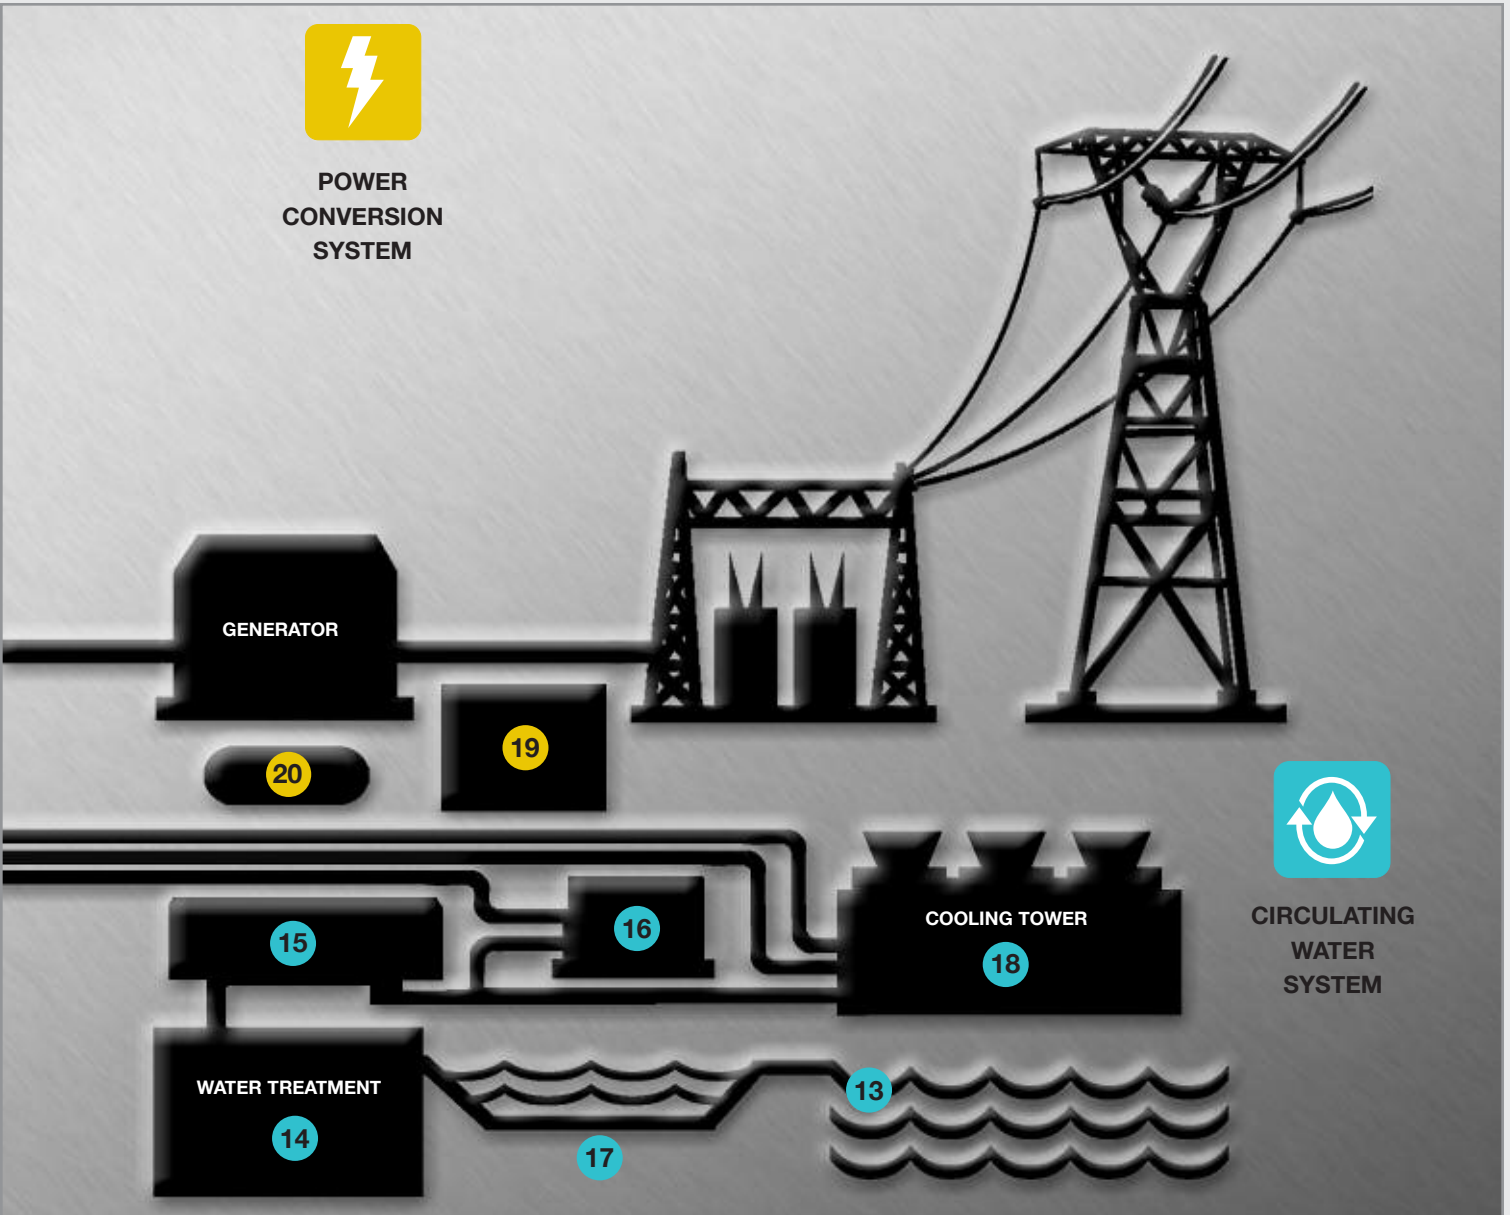 POWER
CONVERSION
SYSTEM
GENERATOR
19
20
COOLING TOWER
15
16
18
CIRCULATING
WATER
SYSTEM
WATER TREATMENT
13
14
17